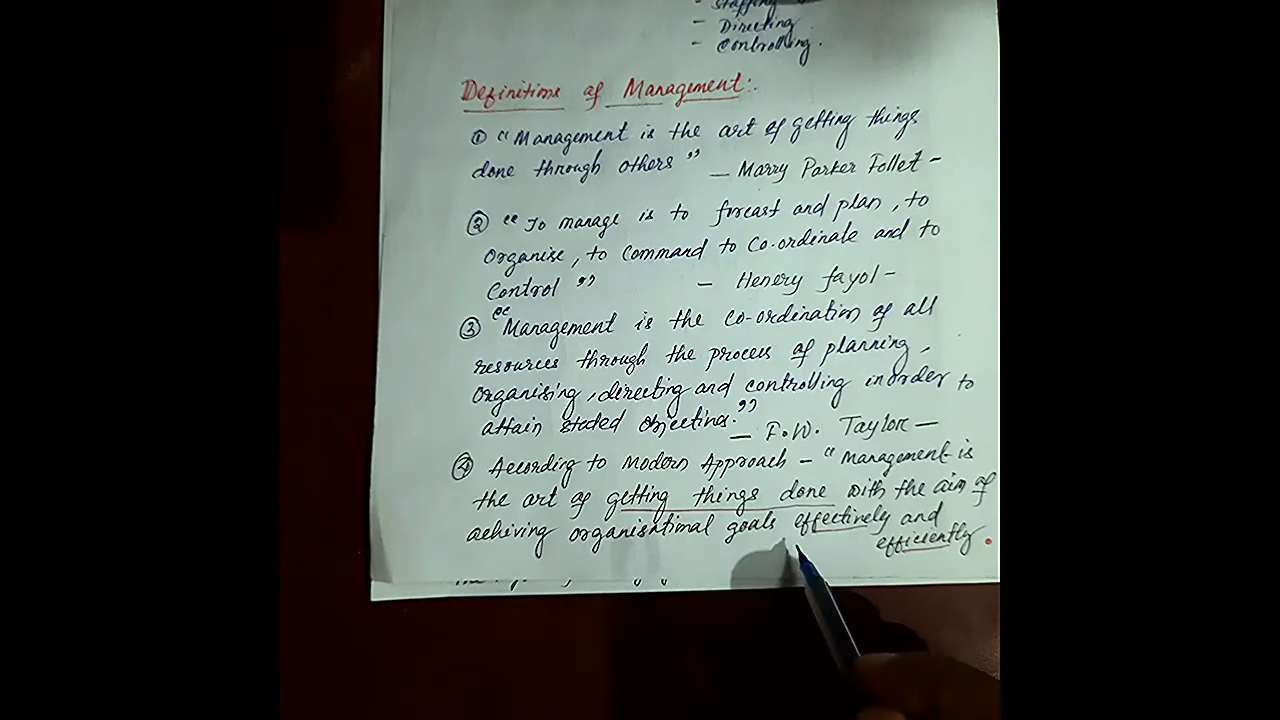 - Staffing
- Directing
- Controlling.
Definitions of Management:.
① "Management is the art of getting things
done through others" — Marry Parker Follet -
② "To manage is to forcast and plan, to
Organise, to Command to Co-ordinate and to
Control" - Henery fayol -
③ "Management is the co-ordination of all
resources through the process of planning,
Organising, directing and controlling inorder to
attain stated objectives." — F.W. Taylor —
④ According to Modern Approach - "Management is
the art of getting things done with the aim of
achiving organisational goals effectively and
efficiently.